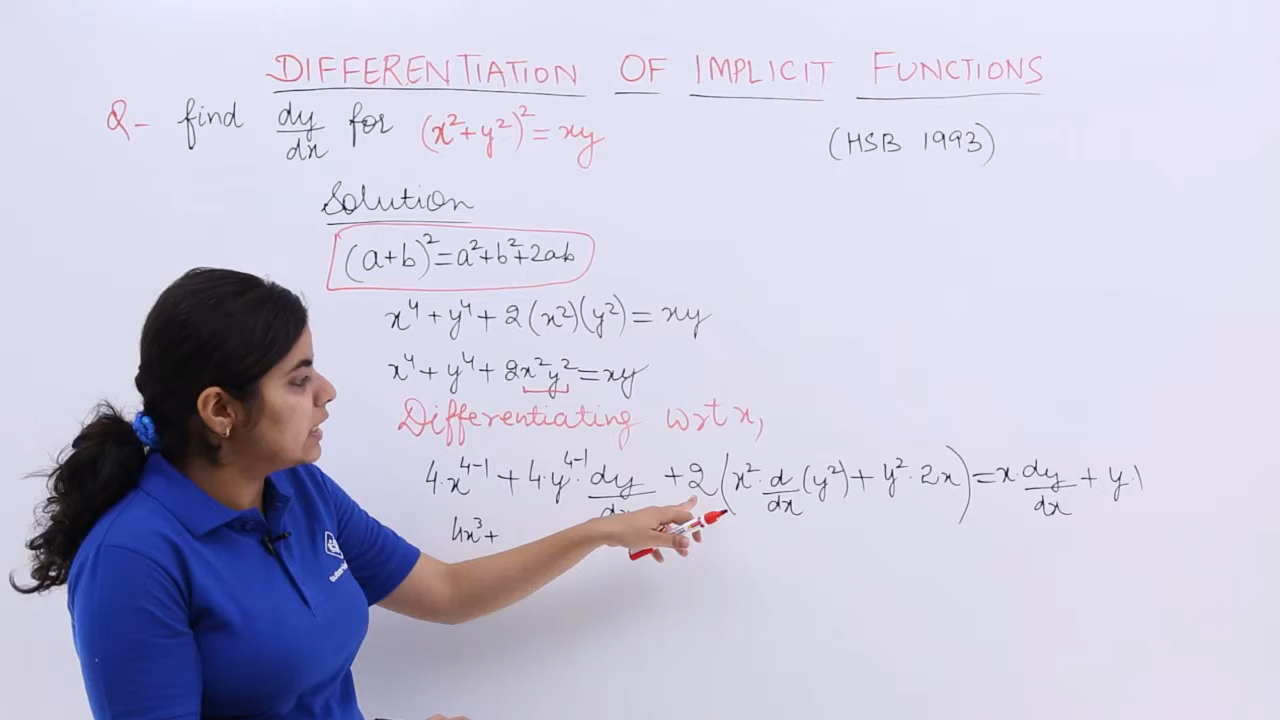 DIFFERENTIATION OF IMPLICIT FUNCTIONS
Q- find dy/dx for (x²+y²)²=xy
(HSB 1993)
Solution
(a+b)²=a²+b²+2ab
x⁴+y⁴+2(x²)(y²)=xy
x⁴+y⁴+2x²y²=xy
Differentiating wrt x,
4·x⁴⁻¹+4·y⁴⁻¹·dy/dx+2(x²·d/dx(y²)+y²·2x)=x·dy/dx+y·1
4x³+